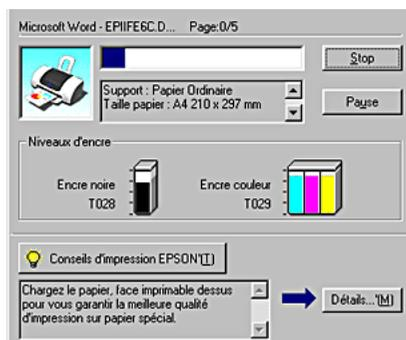 Microsoft Word - EPIIFE6C.D... Page:0/5
Stop
Support : Papier Ordinaire
Taille papier : A4 210 x 297 mm
Pause
Niveaux d'encre
Encre noire
T028
Encre couleur
T029
Conseils d'impression EPSON'(T)
Chargez le papier, face imprimable dessus
pour vous garantir la meilleure qualité
d'impression sur papier spécial.
Détails...'(M)